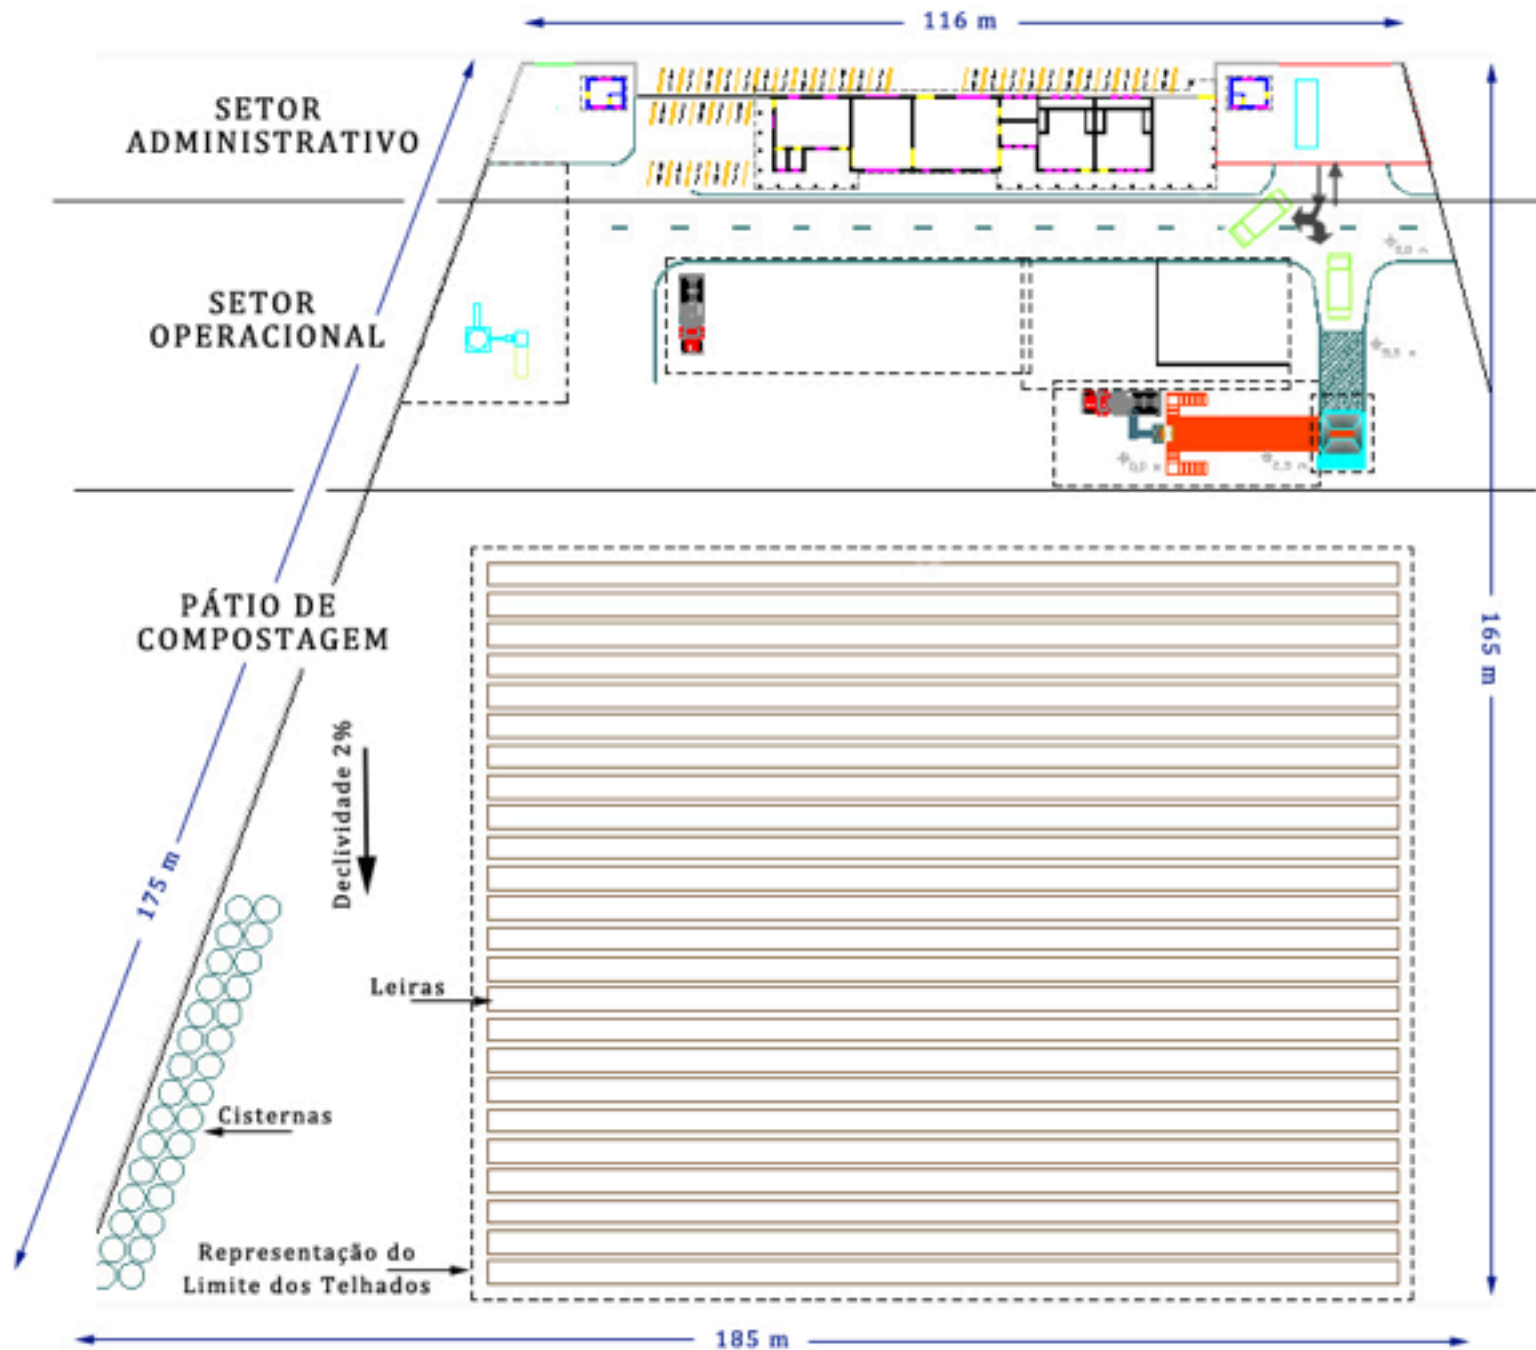 116 m
SETOR
ADMINISTRATIVO
SETOR
OPERACIONAL
PÁTIO DE
COMPOSTAGEM
165 m
Declividade 2%
175 m
Leiras
Cisternas
Representação do
Limite dos Telhados
185 m